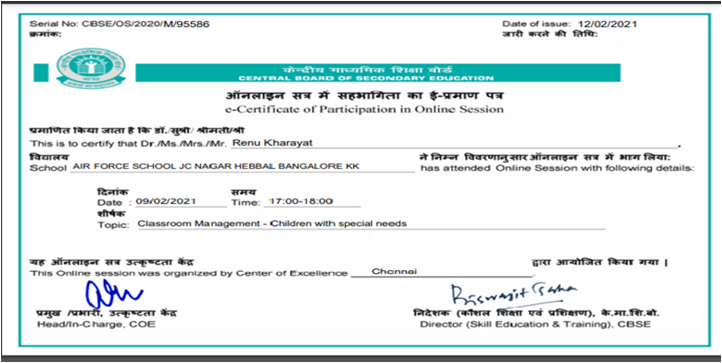 Serial No: CBSE/OS/2020/M/95586
क्रमांक:
Date of issue: 12/02/2021
जारी करने की तिथि:
केन्द्रीय माध्यमिक शिक्षा बोर्ड
CENTRAL BOARD OF SECONDARY EDUCATION
ऑनलाइन सत्र में सहभागिता का ई-प्रमाण पत्र
e-Certificate of Participation in Online Session
प्रमाणित किया जाता है कि डॉ./सुश्री/ श्रीमती/श्री
This is to certify that Dr./Ms./Mrs./Mr. Renu Kharayat
विद्यालय ने निम्न विवरणानुसार ऑनलाइन सत्र में भाग लिया:
School AIR FORCE SCHOOL JC NAGAR HEBBAL BANGALORE KK has attended Online Session with following details:
दिनांक समय
Date : 09/02/2021 Time: 17:00-18:00
शीर्षक
Topic: Classroom Management - Children with special needs
यह ऑनलाइन सत्र उत्कृष्टता केंद्र द्वारा आयोजित किया गया |
This Online session was organized by Center of Excellence Chennai
Biswajit Saha
प्रमुख /प्रभारी, उत्कृष्टता केंद्र
Head/In-Charge, COE
निदेशक (कौशल शिक्षा एवं प्रशिक्षण), के.मा.शि.बो.
Director (Skill Education & Training), CBSE